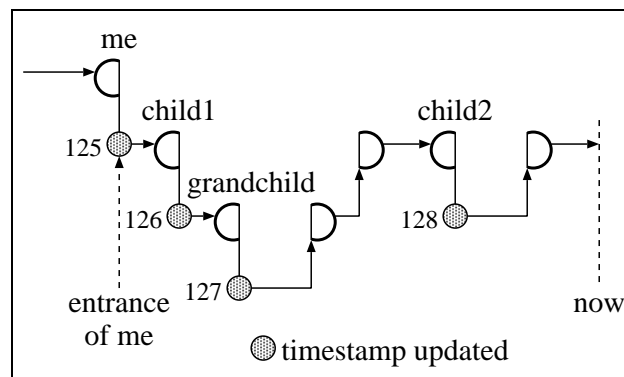 me
child1
child2
125
grandchild
126
128
127
entrance
of me
now
timestamp updated